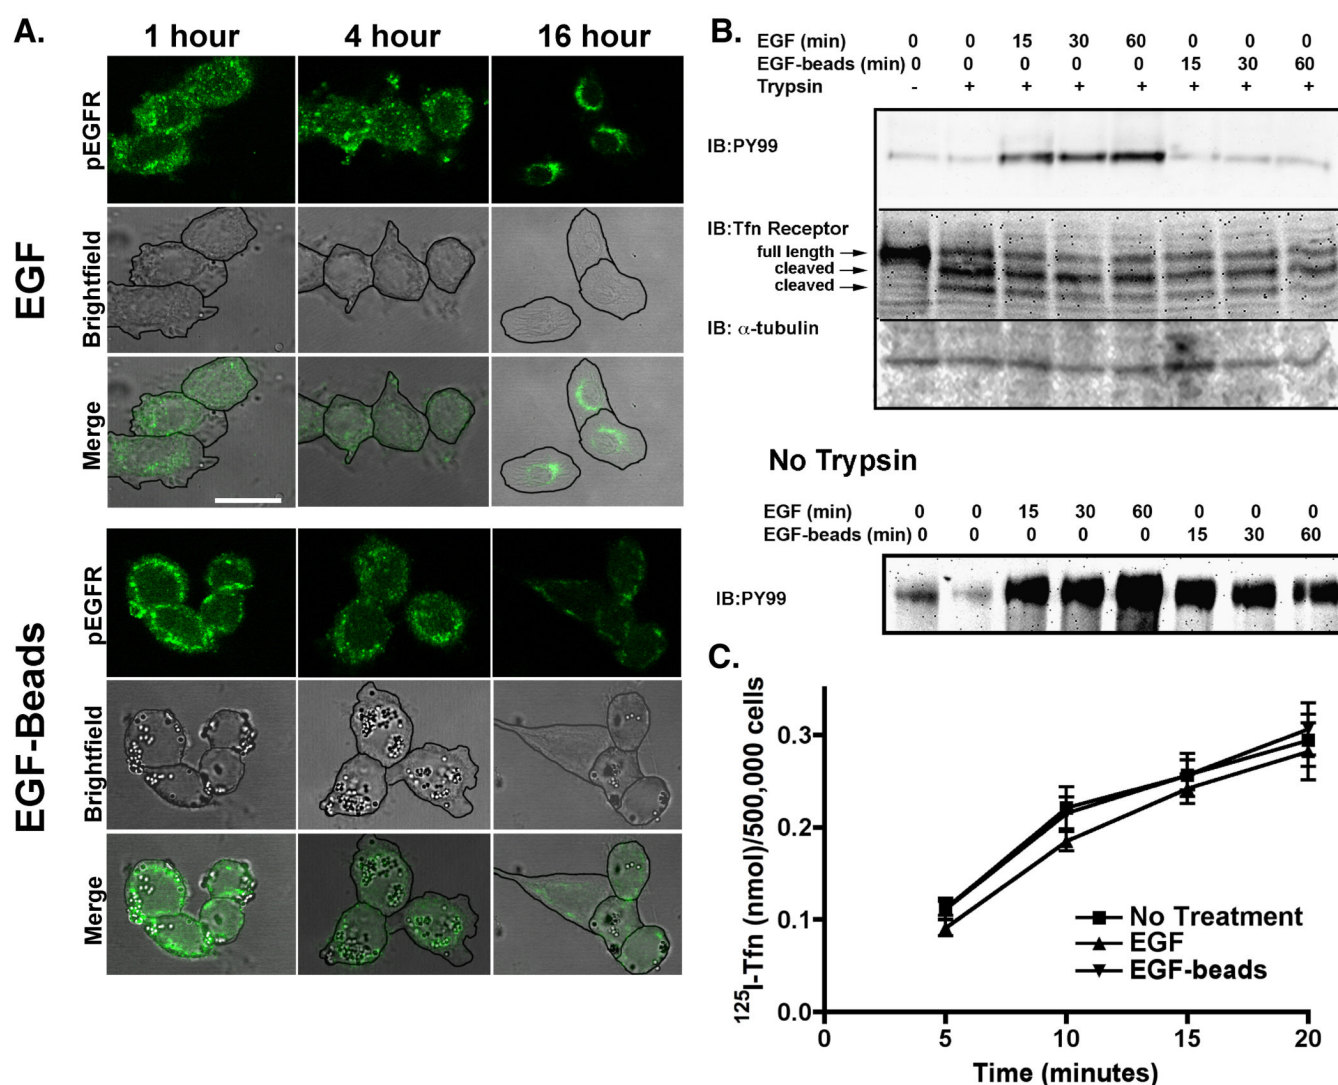 A.
1 hour 4 hour 16 hour
EGF
pEGFR
Brightfield
Merge
EGF-Beads
pEGFR
Brightfield
Merge
B.
EGF (min) 0 0 15 30 60 0 0 0
EGF-beads (min) 0 0 0 0 0 15 30 60
Trypsin - + + + + + + +
IB:PY99
IB:Tfn Receptor
full length
cleaved
cleaved
IB: α-tubulin
No Trypsin
EGF (min) 0 0 15 30 60 0 0 0
EGF-beads (min) 0 0 0 0 0 15 30 60
IB:PY99
C.
125I-Tfn (nmol)/500,000 cells
0.3
0.2
0.1
0.0
No Treatment
EGF
EGF-beads
0 5 10 15 20
Time (minutes)